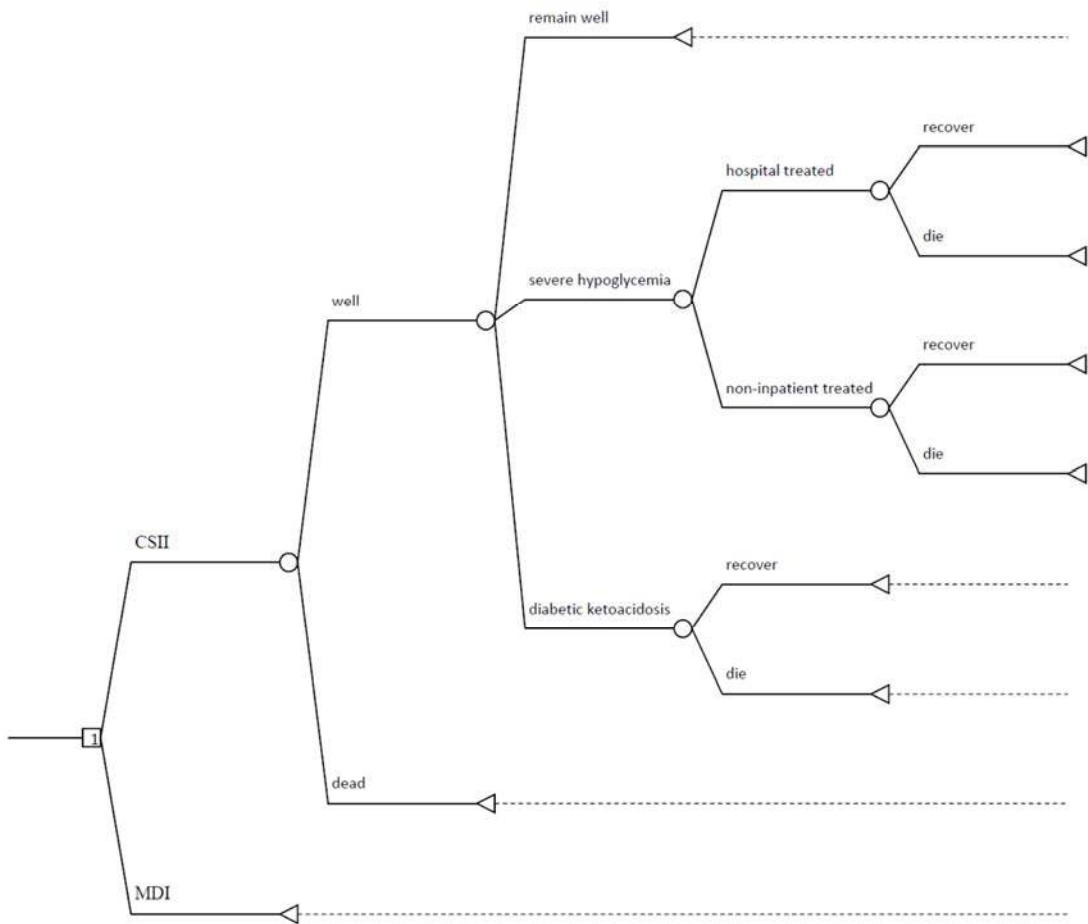 remain well
recover
hospital treated
die
severe hypoglycemia
well
recover
non-inpatient treated
die
CSII
recover
diabetic ketoacidosis
die
1
dead
MDI